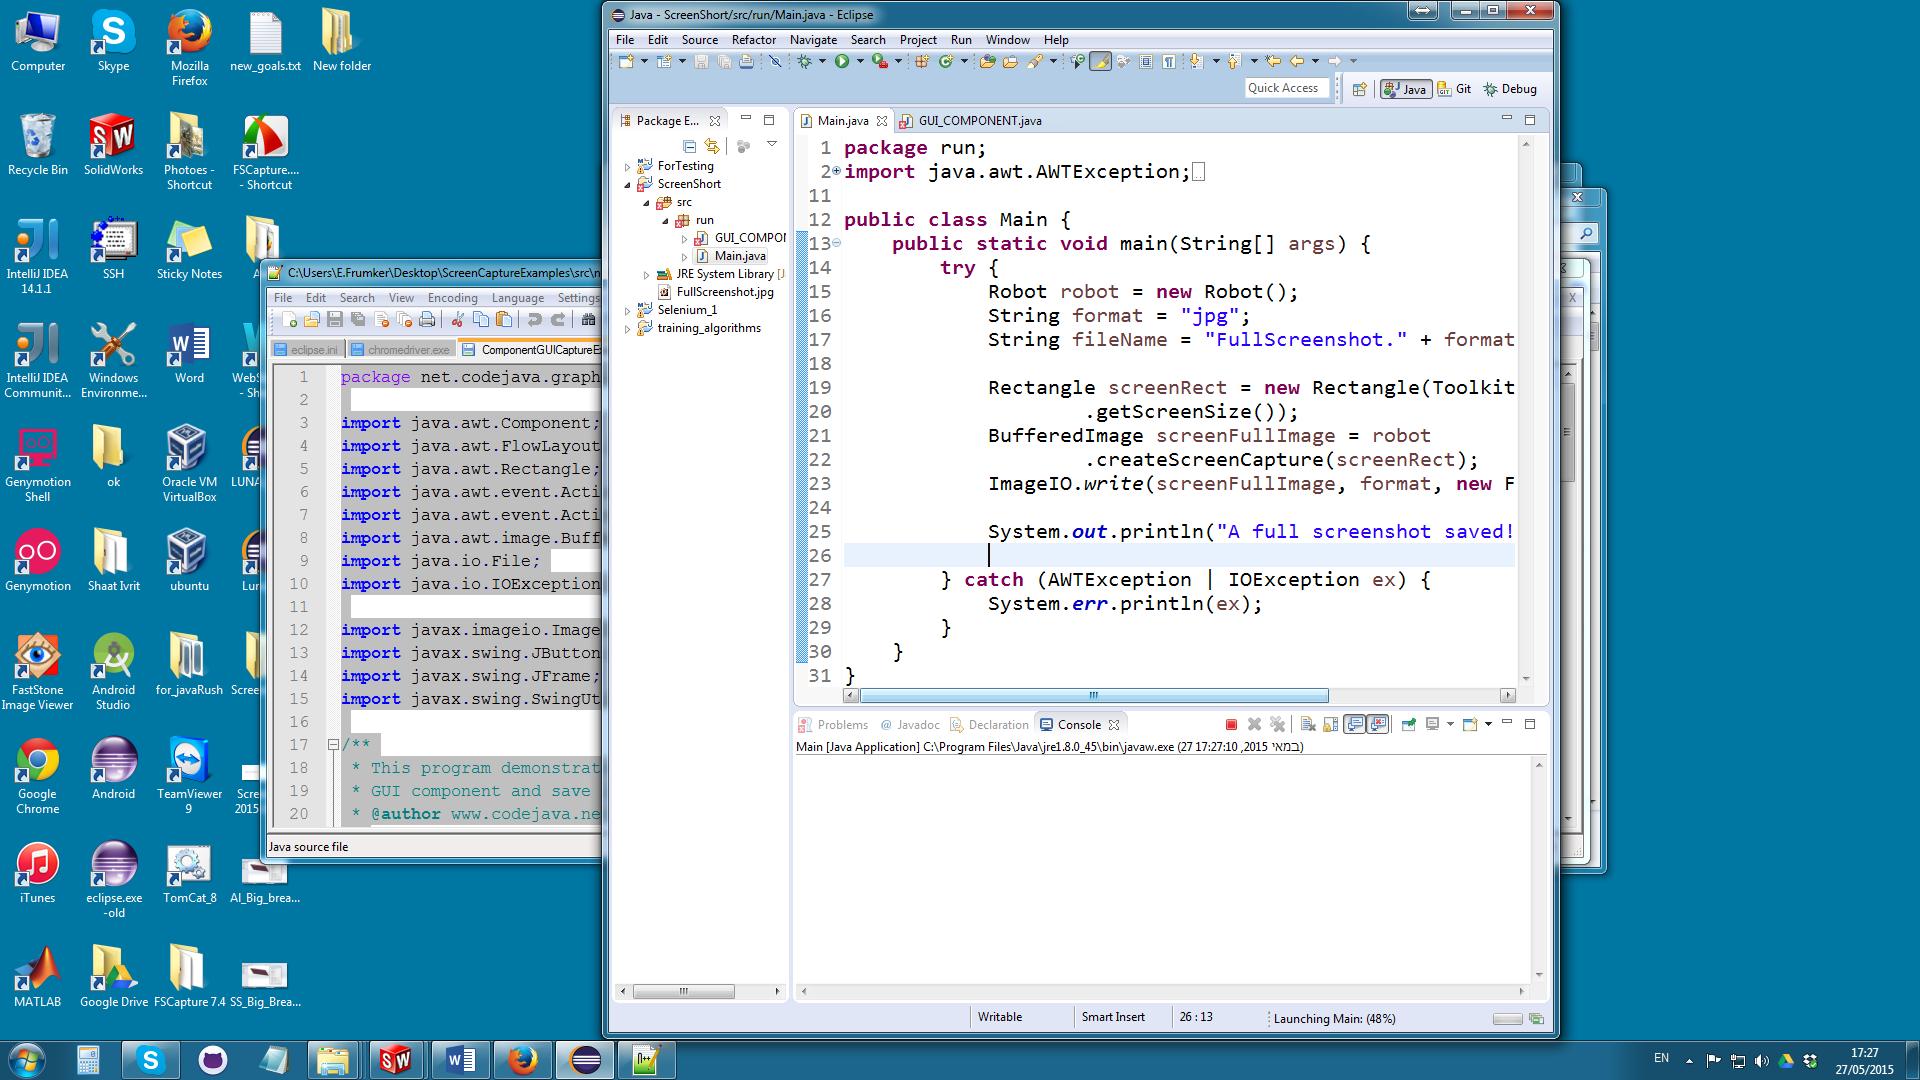 Computer
Skype
Mozilla
Firefox
new_goals.txt
New folder
Recycle Bin
SolidWorks
Photoes -
Shortcut
FSCapture....
- Shortcut
IntelliJ IDEA
14.1.1
SSH
Sticky Notes
IntelliJ IDEA
Communit...
Windows
Environme...
Word
Genymotion
Shell
ok
Oracle VM
VirtualBox
Genymotion
Shaat Ivrit
ubuntu
FastStone
Image Viewer
Android
Studio
for_javaRush
Google
Chrome
Android
TeamViewer
9
iTunes
eclipse.exe
-old
TomCat_8
AI_Big_brea...
MATLAB
Google Drive
FSCapture 7.4
SS_Big_Brea...
C:\Users\E.Frumker\Desktop\ScreenCaptureExamples\src\n
File Edit Search View Encoding Language Settings
eclipse.ini chromedriver.exe ComponentGUICaptureEx
1 package net.codejava.graph
2
3 import java.awt.Component;
4 import java.awt.FlowLayout
5 import java.awt.Rectangle;
6 import java.awt.event.Acti
7 import java.awt.event.Acti
8 import java.awt.image.Buff
9 import java.io.File;
10 import java.io.IOException
11
12 import javax.imageio.Image
13 import javax.swing.JButton
14 import javax.swing.JFrame;
15 import javax.swing.SwingUt
16
17 /**
18 * This program demonstrat
19 * GUI component and save
20 * @author www.codejava.ne
Java source file
Java - ScreenShort/src/run/Main.java - Eclipse
File Edit Source Refactor Navigate Search Project Run Window Help
Quick Access Java Git Debug
Package E...
ForTesting
ScreenShort
src
run
GUI_COMPON
Main.java
JRE System Library [J
FullScreenshot.jpg
Selenium_1
training_algorithms
Main.java GUI_COMPONENT.java
1 package run;
2 import java.awt.AWTException;
11
12 public class Main {
13 public static void main(String[] args) {
14 try {
15 Robot robot = new Robot();
16 String format = "jpg";
17 String fileName = "FullScreenshot." + format
18
19 Rectangle screenRect = new Rectangle(Toolkit
20 .getScreenSize());
21 BufferedImage screenFullImage = robot
22 .createScreenCapture(screenRect);
23 ImageIO.write(screenFullImage, format, new F
24
25 System.out.println("A full screenshot saved!
26
27 } catch (AWTException | IOException ex) {
28 System.err.println(ex);
29 }
30 }
31 }
Problems @ Javadoc Declaration Console
Main [Java Application] C:\Program Files\Java\jre1.8.0_45\bin\javaw.exe (27 במאי 2015, 17:27:10)
Writable Smart Insert 26 : 13 Launching Main: (48%)
EN
17:27
27/05/2015